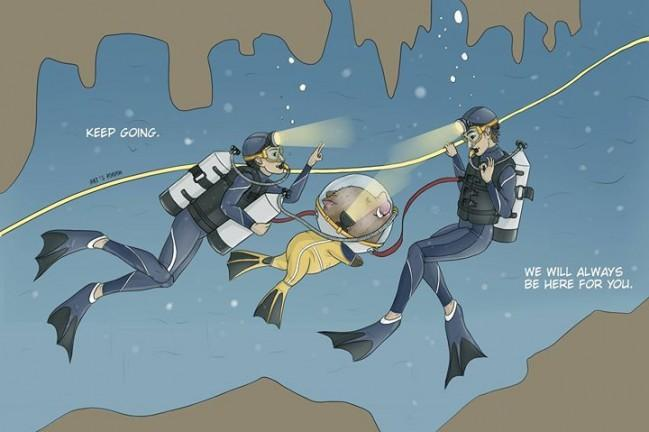 KEEP GOING.
WE WILL ALWAYS
BE HERE FOR YOU.